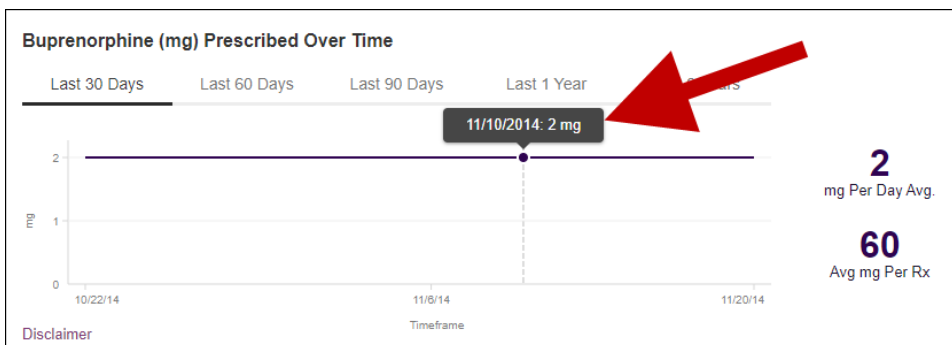 Buprenorphine (mg) Prescribed Over Time
Last 30 Days Last 60 Days Last 90 Days Last 1 Year
11/10/2014: 2 mg
2
1
0
mg
10/22/14 11/6/14 11/20/14
Timeframe
2
mg Per Day Avg.
60
Avg mg Per Rx
Disclaimer